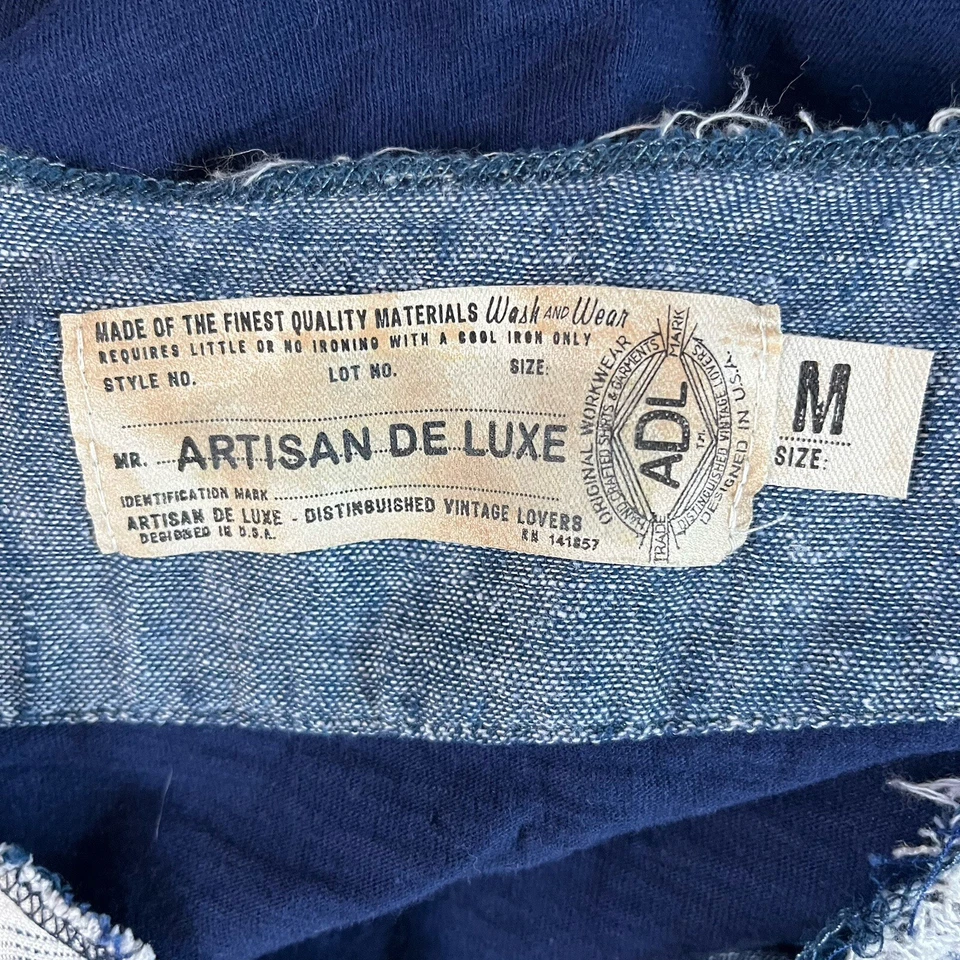 MADE OF THE FINEST QUALITY MATERIALS Wash AND Wear
REQUIRES LITTLE OR NO IRONING WITH A COOL IRON ONLY
STYLE NO. LOT NO. SIZE:
MR. ARTISAN DE LUXE
IDENTIFICATION MARK
ARTISAN DE LUXE - DISTINGUISHED VINTAGE LOVERS
DESIGNED IN U.S.A. RN 141857
ORIGINAL WORKWEAR
HAND CRAFTED SHIRTS & GARMENTS
TRADE MARK
ADL
TM
DISTINGUISHED VINTAGE LOVERS
DESIGNED IN U.S.A.
M
SIZE: